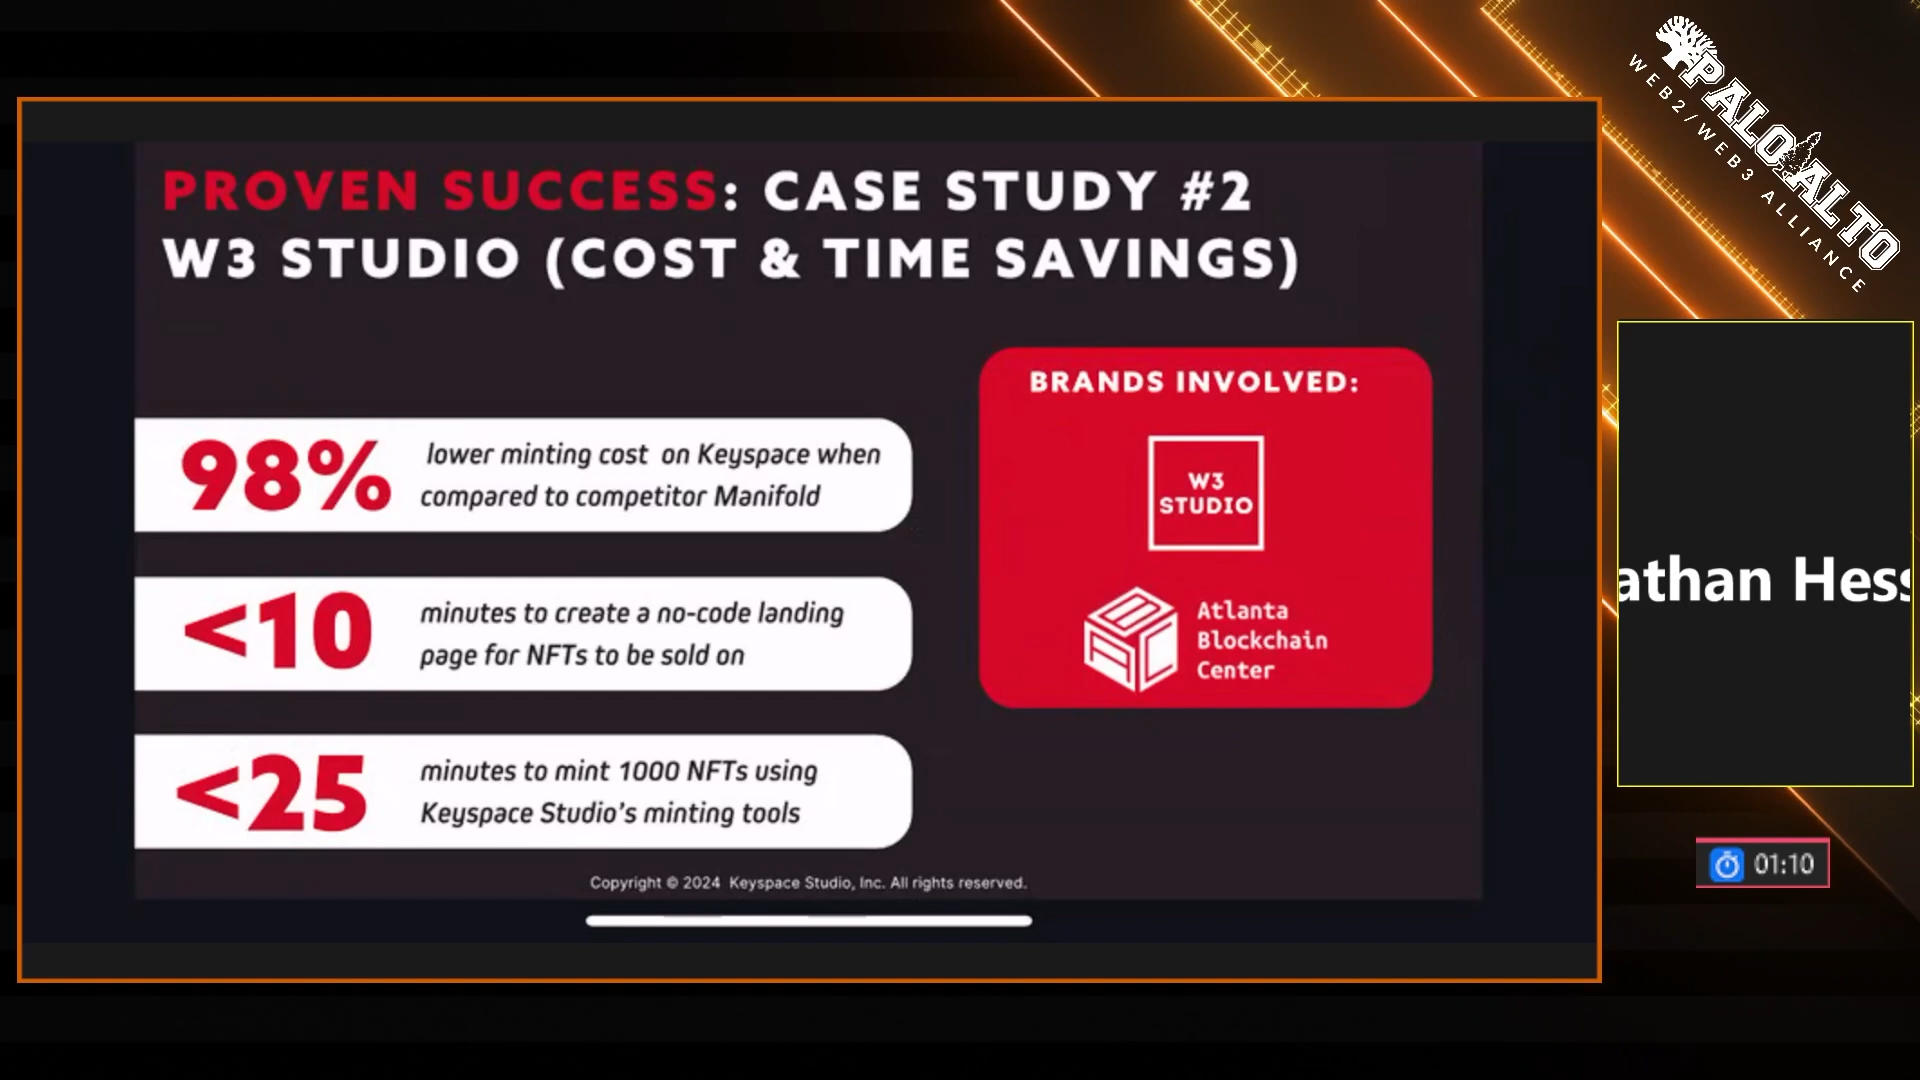 PROVEN SUCCESS: CASE STUDY #2
W3 STUDIO (COST & TIME SAVINGS)
98%
lower minting cost on Keyspace when
compared to competitor Manifold
<10
minutes to create a no-code landing
page for NFTs to be sold on
<25
minutes to mint 1000 NFTs using
Keyspace Studio's minting tools
BRANDS INVOLVED:
W3
STUDIO
Atlanta
Blockchain
Center
Copyright © 2024 Keyspace Studio, Inc. All rights reserved.
PALO ALTO
WEB2/WEB3 ALLIANCE
athan Hess
01:10